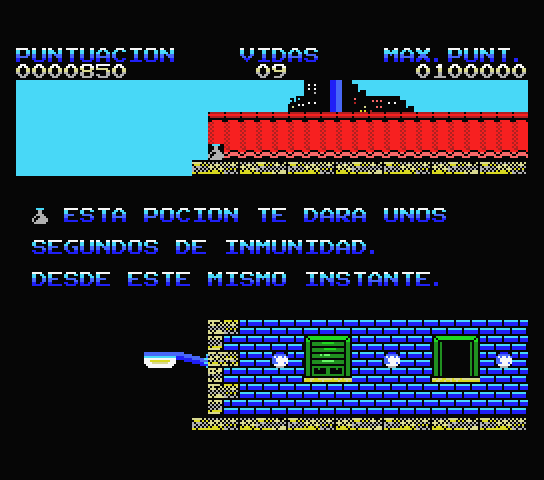 PUNTUACION VIDAS MAX. PUNT.
0000850 09 0100000
ESTA POCION TE DARA UNOS
SEGUNDOS DE INMUNIDAD.
DESDE ESTE MISMO INSTANTE.